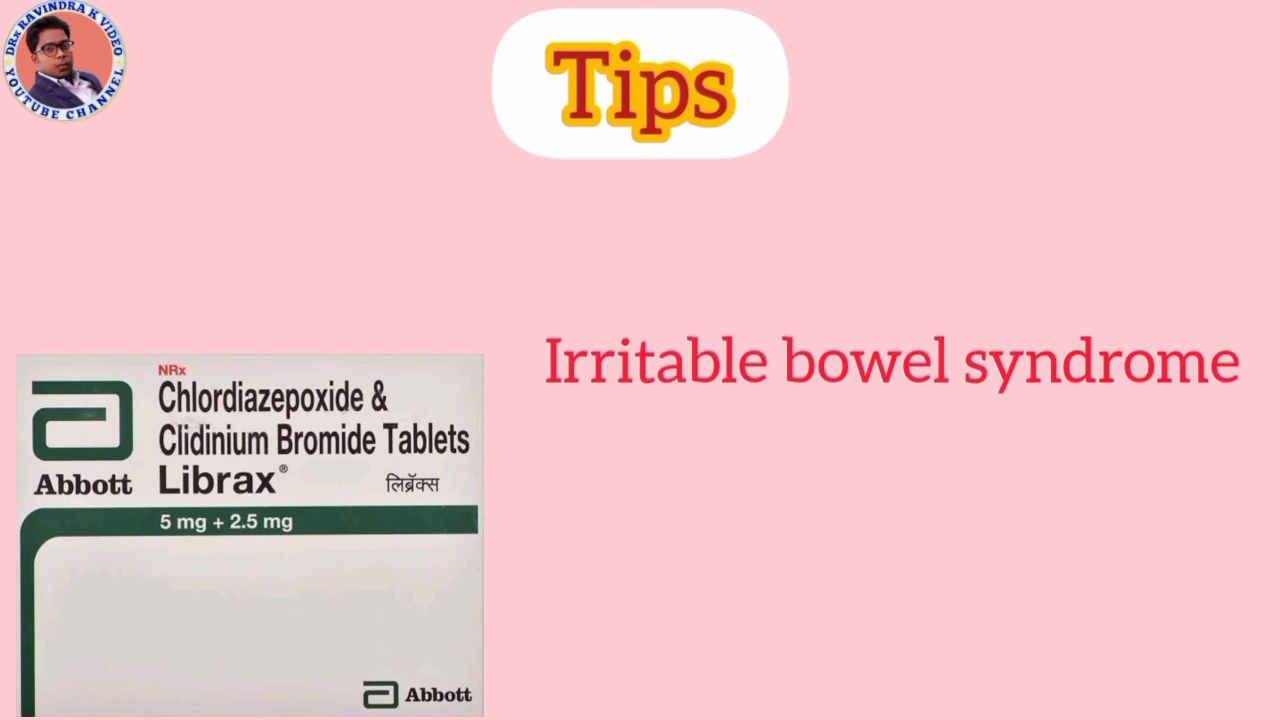 DRx RAVINDRA K VIDEO
YOUTUBE CHANNEL
Tips
Irritable bowel syndrome
NRx
Chlordiazepoxide &
Clidinium Bromide Tablets
Librax®
लिब्रॅक्स
Abbott
5 mg + 2.5 mg
Abbott